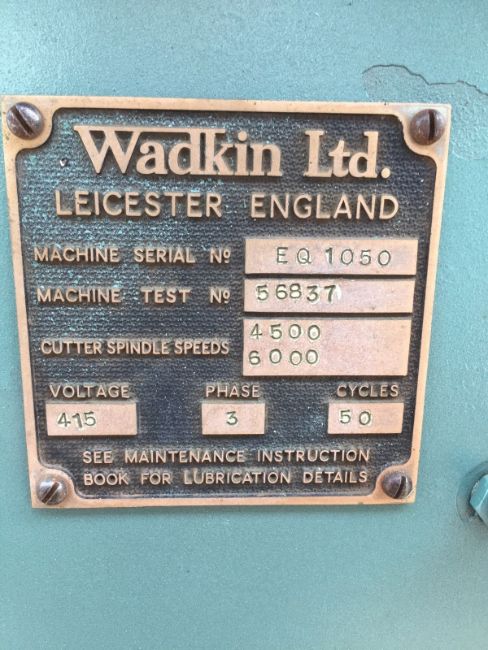 Wadkin Ltd.
LEICESTER ENGLAND
MACHINE SERIAL Nº EQ 1050
MACHINE TEST Nº 56837
CUTTER SPINDLE SPEEDS 4500
6000
VOLTAGE PHASE CYCLES
415 3 50
SEE MAINTENANCE INSTRUCTION
BOOK FOR LUBRICATION DETAILS